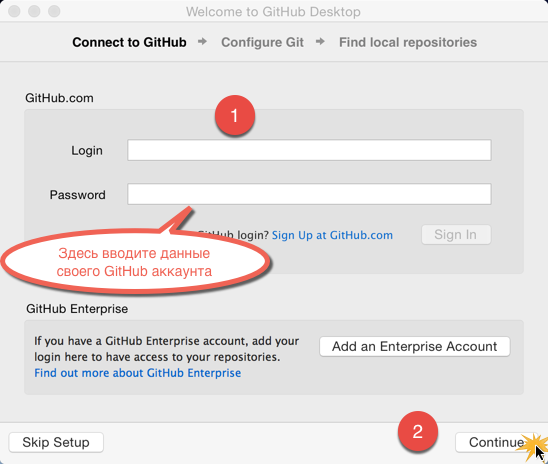 Welcome to GitHub Desktop
Connect to GitHub Configure Git Find local repositories
GitHub.com
1
Login
Password
GitHub login? Sign Up at GitHub.com Sign In
Здесь вводите данные
своего GitHub аккаунта
GitHub Enterprise
If you have a GitHub Enterprise account, add your
login here to have access to your repositories.
Find out more about GitHub Enterprise
Add an Enterprise Account
2
Skip Setup Continue